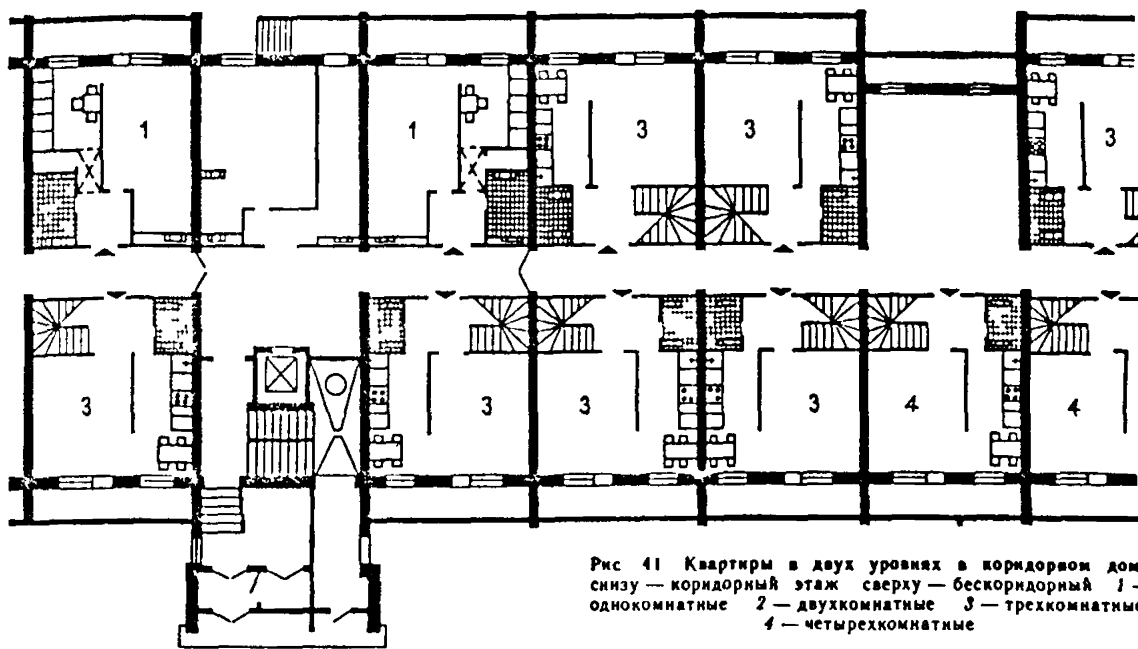 1 1 3 3 3
3 3 3 3 4 4
Рис 41 Квартиры в двух уровнях в коридорном дом
снизу — коридорный этаж сверху — бескоридорный 1 —
однокомнатные 2 — двухкомнатные 3 — трехкомнатные
4 — четырехкомнатные